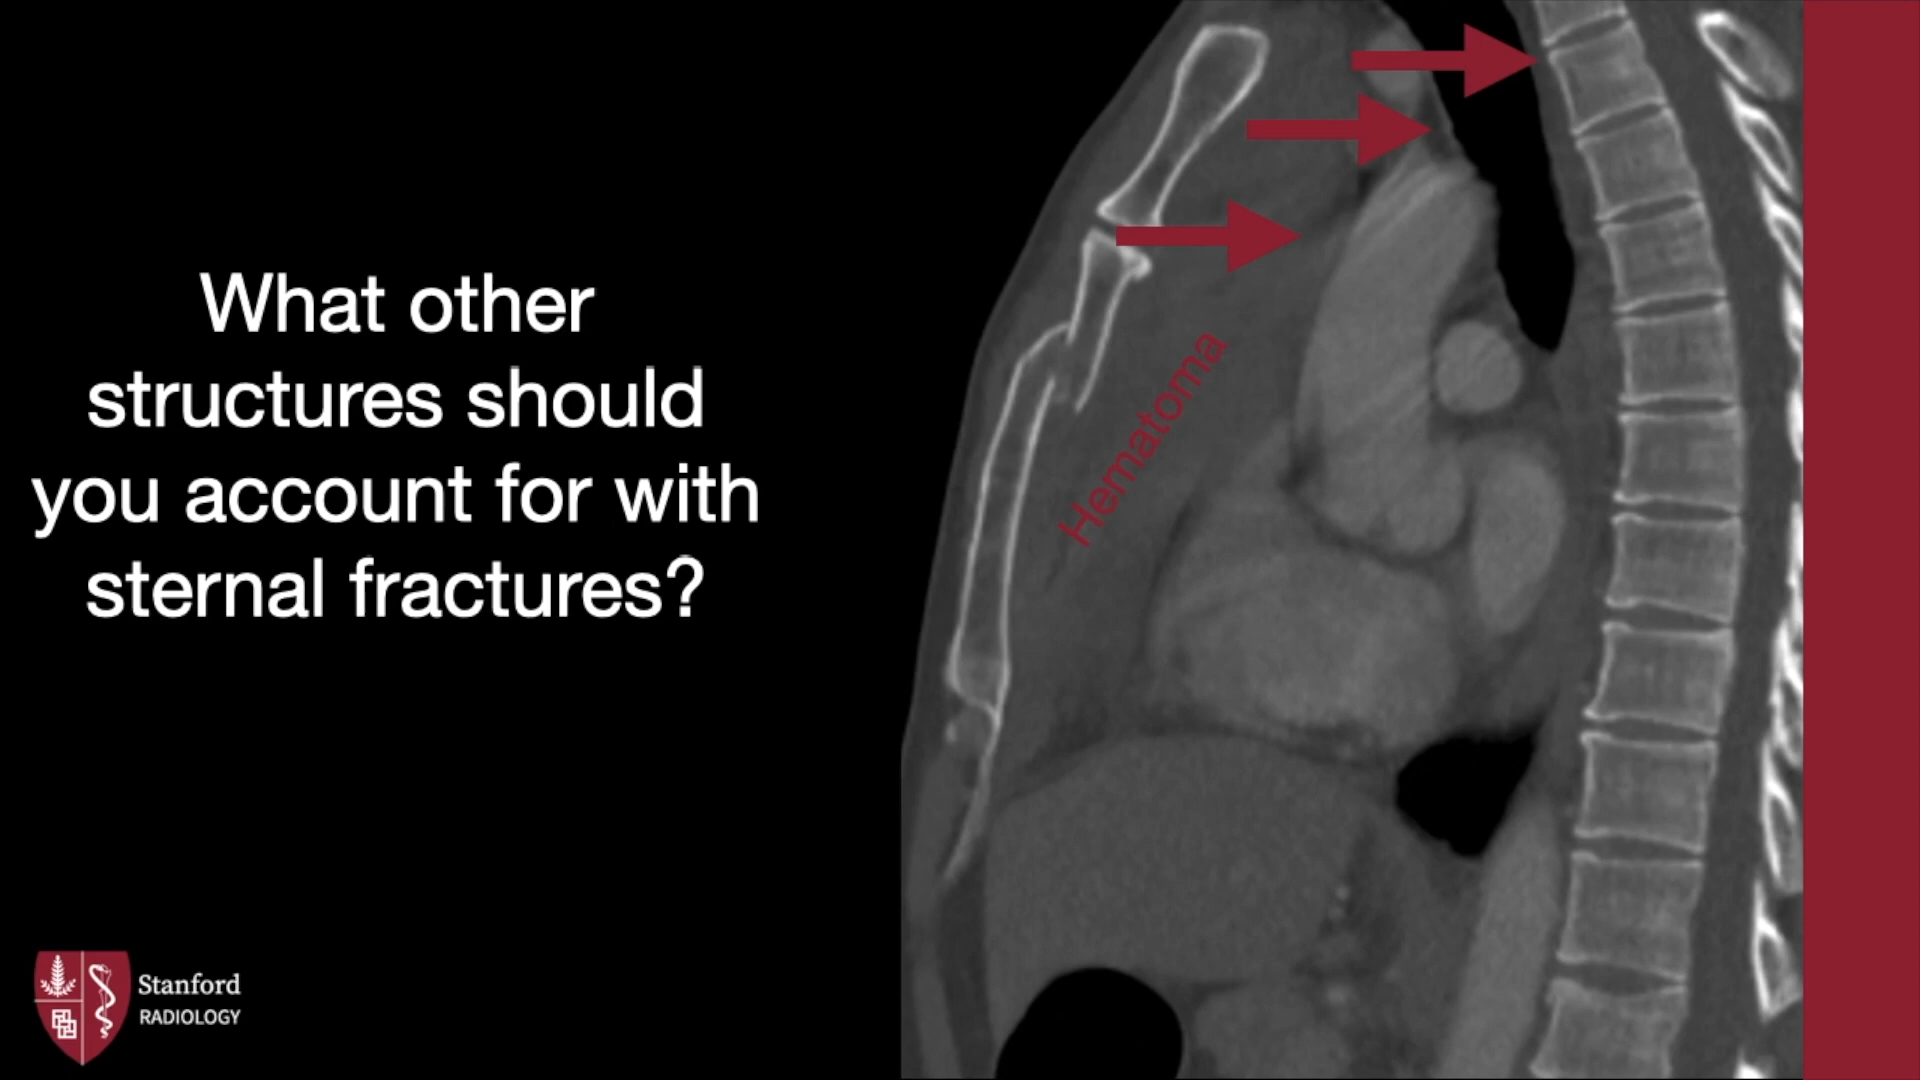 What other
structures should
you account for with
sternal fractures?
Hematoma
Stanford
RADIOLOGY